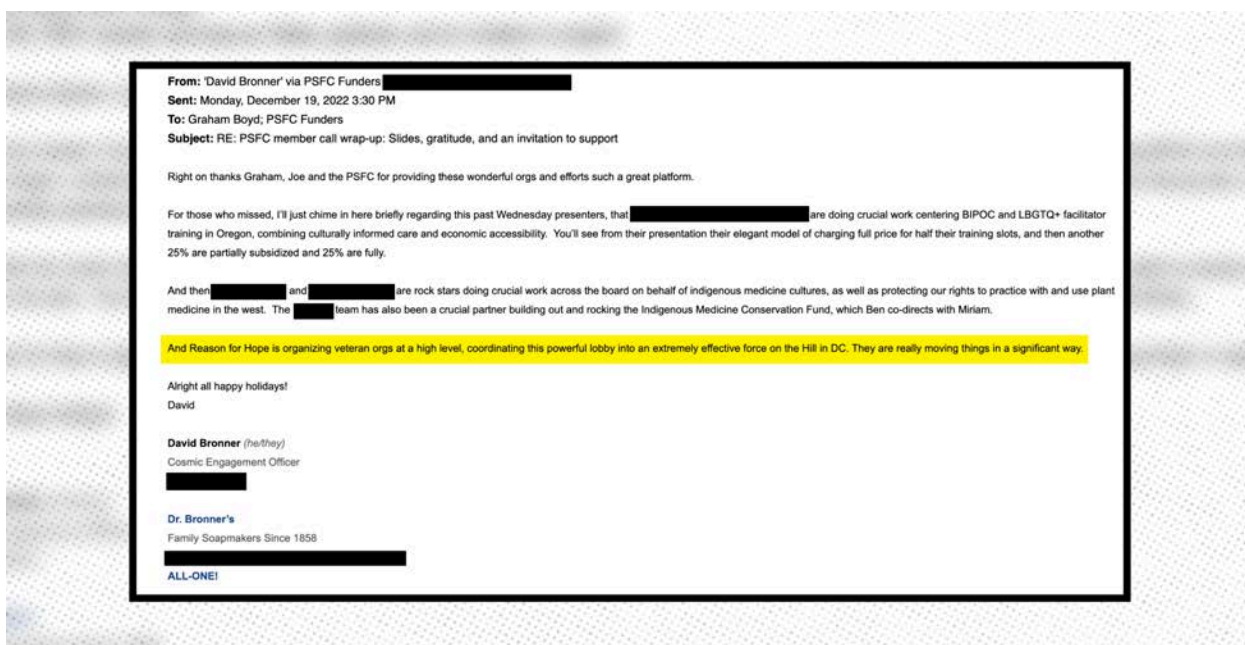 From: 'David Bronner' via PSFC Funders
Sent: Monday, December 19, 2022 3:30 PM
To: Graham Boyd; PSFC Funders
Subject: RE: PSFC member call wrap-up: Slides, gratitude, and an invitation to support
Right on thanks Graham, Joe and the PSFC for providing these wonderful orgs and efforts such a great platform.
For those who missed, I'll just chime in here briefly regarding this past Wednesday presenters, that are doing crucial work centering BIPOC and LBGTQ+ facilitator
training in Oregon, combining culturally informed care and economic accessibility. You'll see from their presentation their elegant model of charging full price for half their training slots, and then another
25% are partially subsidized and 25% are fully.
And then and are rock stars doing crucial work across the board on behalf of indigenous medicine cultures, as well as protecting our rights to practice with and use plant
medicine in the west. The team has also been a crucial partner building out and rocking the Indigenous Medicine Conservation Fund, which Ben co-directs with Miriam.
And Reason for Hope is organizing veteran orgs at a high level, coordinating this powerful lobby into an extremely effective force on the Hill in DC. They are really moving things in a significant way.
Alright all happy holidays!
David
David Bronner (he/they)
Cosmic Engagement Officer
Dr. Bronner's
Family Soapmakers Since 1858
ALL-ONE!